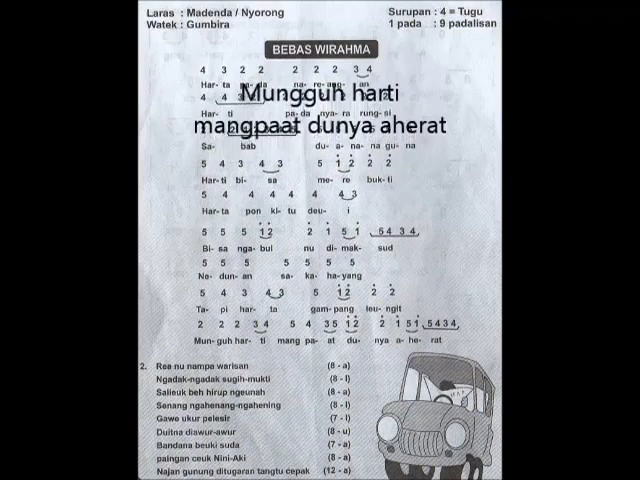 Laras : Madenda / Nyorong
Watek : Gumbira
Surupan : 4 = Tugu
1 pada : 9 padalisan
BEBAS WIRAHMA
4 3 2 2 2 2 2 3 4
Har- ta pa- da na- re- ang- an
Mungguh harti
Har- ti pa- da nya- ra rung- si
mangpaat dunya aherat
Sa- bab du- a- na- na gu- na
5 4 3 4 3 5 1 2 2 2
Har- ti bi- sa me- re buk- ti
5 4 4 4 4 4 4 3
Har- ta pon ki- tu deu- i
5 5 5 1 2 2 1 5 1 5 4 3 4
Bi- sa nga- bul nu di- mak- sud
5 5 5 5 5 5 5
Ne- dun- an sa- ka- ha- yang
5 4 3 4 3 5 1 2 2 2
Ta- pi har- ta gam- pang leu- ngit
2 2 2 3 4 5 4 3 5 1 2 2 1 5 1 5 4 3 4
Mun- guh har- ti mang pa- at du- nya a- he- rat
2. Rea nu nampa warisan (8 - a)
Ngadak-ngadak sugih-mukti (8 - I)
Salieuk beh hirup ngeunah (8 - a)
Senang ngahenang-ngahening (8 - I)
Gawe ukur pelesir (7 - I)
Duitna diawur-awur (8 - u)
Bandana beuki suda (7 - a)
paingan ceuk Nini-Aki (8 - a)
Najan gunung ditugaran tangtu cepak (12 - a)